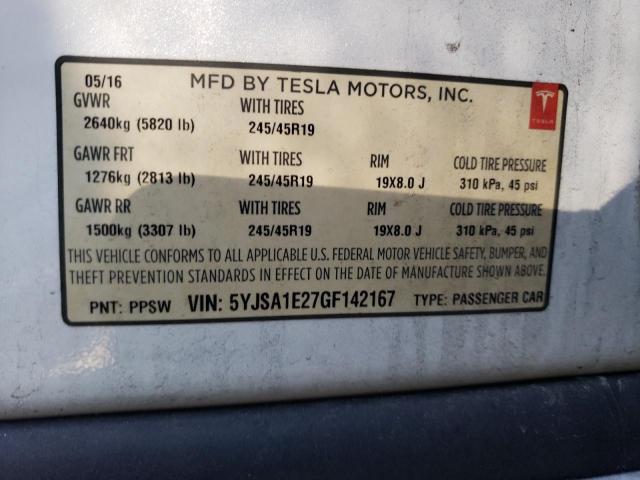 05/16 MFD BY TESLA MOTORS, INC.
GVWR WITH TIRES
2640kg (5820 lb) 245/45R19
TESLA
GAWR FRT WITH TIRES RIM COLD TIRE PRESSURE
1276kg (2813 lb) 245/45R19 19X8.0 J 310 kPa, 45 psi
GAWR RR WITH TIRES RIM COLD TIRE PRESSURE
1500kg (3307 lb) 245/45R19 19X8.0 J 310 kPa, 45 psi
THIS VEHICLE CONFORMS TO ALL APPLICABLE U.S. FEDERAL MOTOR VEHICLE SAFETY, BUMPER, AND
THEFT PREVENTION STANDARDS IN EFFECT ON THE DATE OF MANUFACTURE SHOWN ABOVE.
PNT: PPSW VIN: 5YJSA1E27GF142167 TYPE: PASSENGER CAR